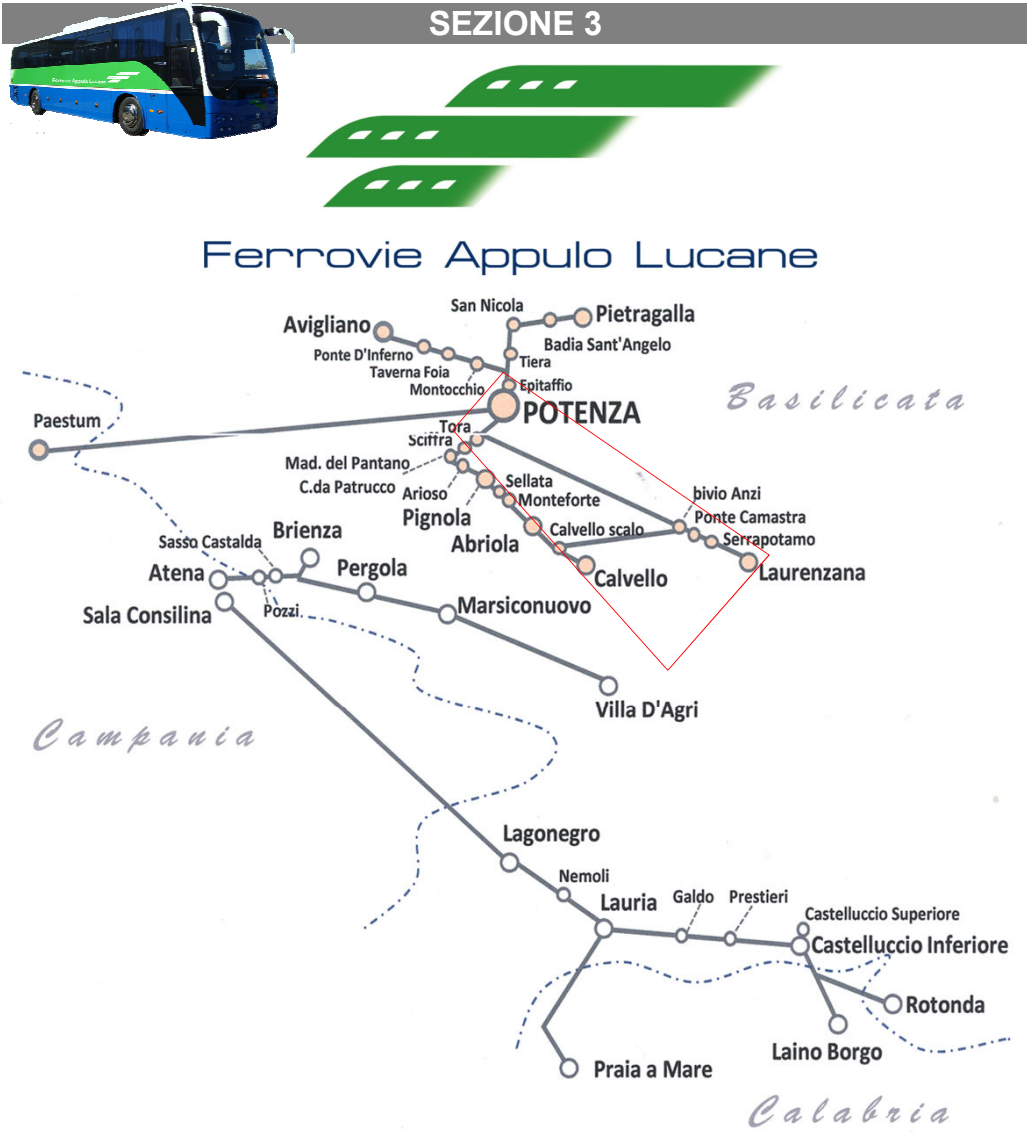 SEZIONE 3
Ferrovie Appulo Lucane
Ferrovie Appulo Lucane
San Nicola
Pietragalla
Avigliano
Badia Sant'Angelo
Ponte D'Inferno
Tiera
Taverna Foia
Montocchio
Epitaffio
Basilicata
POTENZA
Paestum
Tora
Sciffra
Mad. del Pantano
C.da Patrucco
Arioso
Sellata
Monteforte
bivio Anzi
Pignola
Ponte Camastra
Calvello scalo
Serrapotamo
Brienza
Abriola
Sasso Castalda
Atena
Pergola
Calvello
Laurenzana
Sala Consilina
Pozzi
Marsiconuovo
Villa D'Agri
Campania
Lagonegro
Nemoli
Lauria
Galdo
Prestieri
Castelluccio Superiore
Castelluccio Inferiore
Rotonda
Laino Borgo
Praia a Mare
Calabria